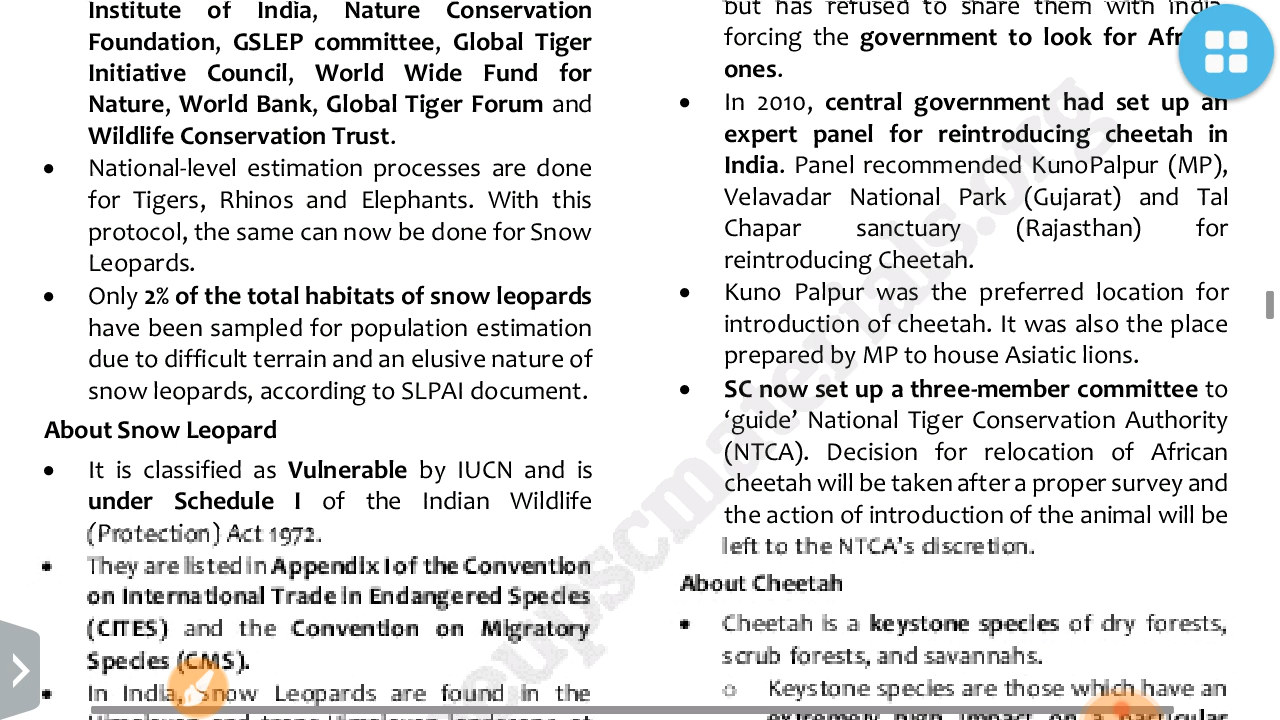 Institute of India, Nature Conservation
Foundation, GSLEP committee, Global Tiger
Initiative Council, World Wide Fund for
Nature, World Bank, Global Tiger Forum and
Wildlife Conservation Trust.
• National-level estimation processes are done
for Tigers, Rhinos and Elephants. With this
protocol, the same can now be done for Snow
Leopards.
• Only 2% of the total habitats of snow leopards
have been sampled for population estimation
due to difficult terrain and an elusive nature of
snow leopards, according to SLPAI document.
About Snow Leopard
• It is classified as Vulnerable by IUCN and is
under Schedule I of the Indian Wildlife
(Protection) Act 1972.
• They are listed in Appendix I of the Convention
on International Trade in Endangered Species
(CITES) and the Convention on Migratory
Species (CMS).
• In India, Snow Leopards are found in the
but has refused to share them with India,
forcing the government to look for
ones.
• In 2010, central government had set up an
expert panel for reintroducing cheetah in
India. Panel recommended KunoPalpur (MP),
Velavadar National Park (Gujarat) and Tal
Chapar sanctuary (Rajasthan) for
reintroducing Cheetah.
• Kuno Palpur was the preferred location for
introduction of cheetah. It was also the place
prepared by MP to house Asiatic lions.
• SC now set up a three-member committee to
‘guide’ National Tiger Conservation Authority
(NTCA). Decision for relocation of African
cheetah will be taken after a proper survey and
the action of introduction of the animal will be
left to the NTCA’s discretion.
About Cheetah
• Cheetah is a keystone species of dry forests,
scrub forests, and savannahs.
o Keystone species are those which have an
extremely high impact on a particular
upscmaterials.org